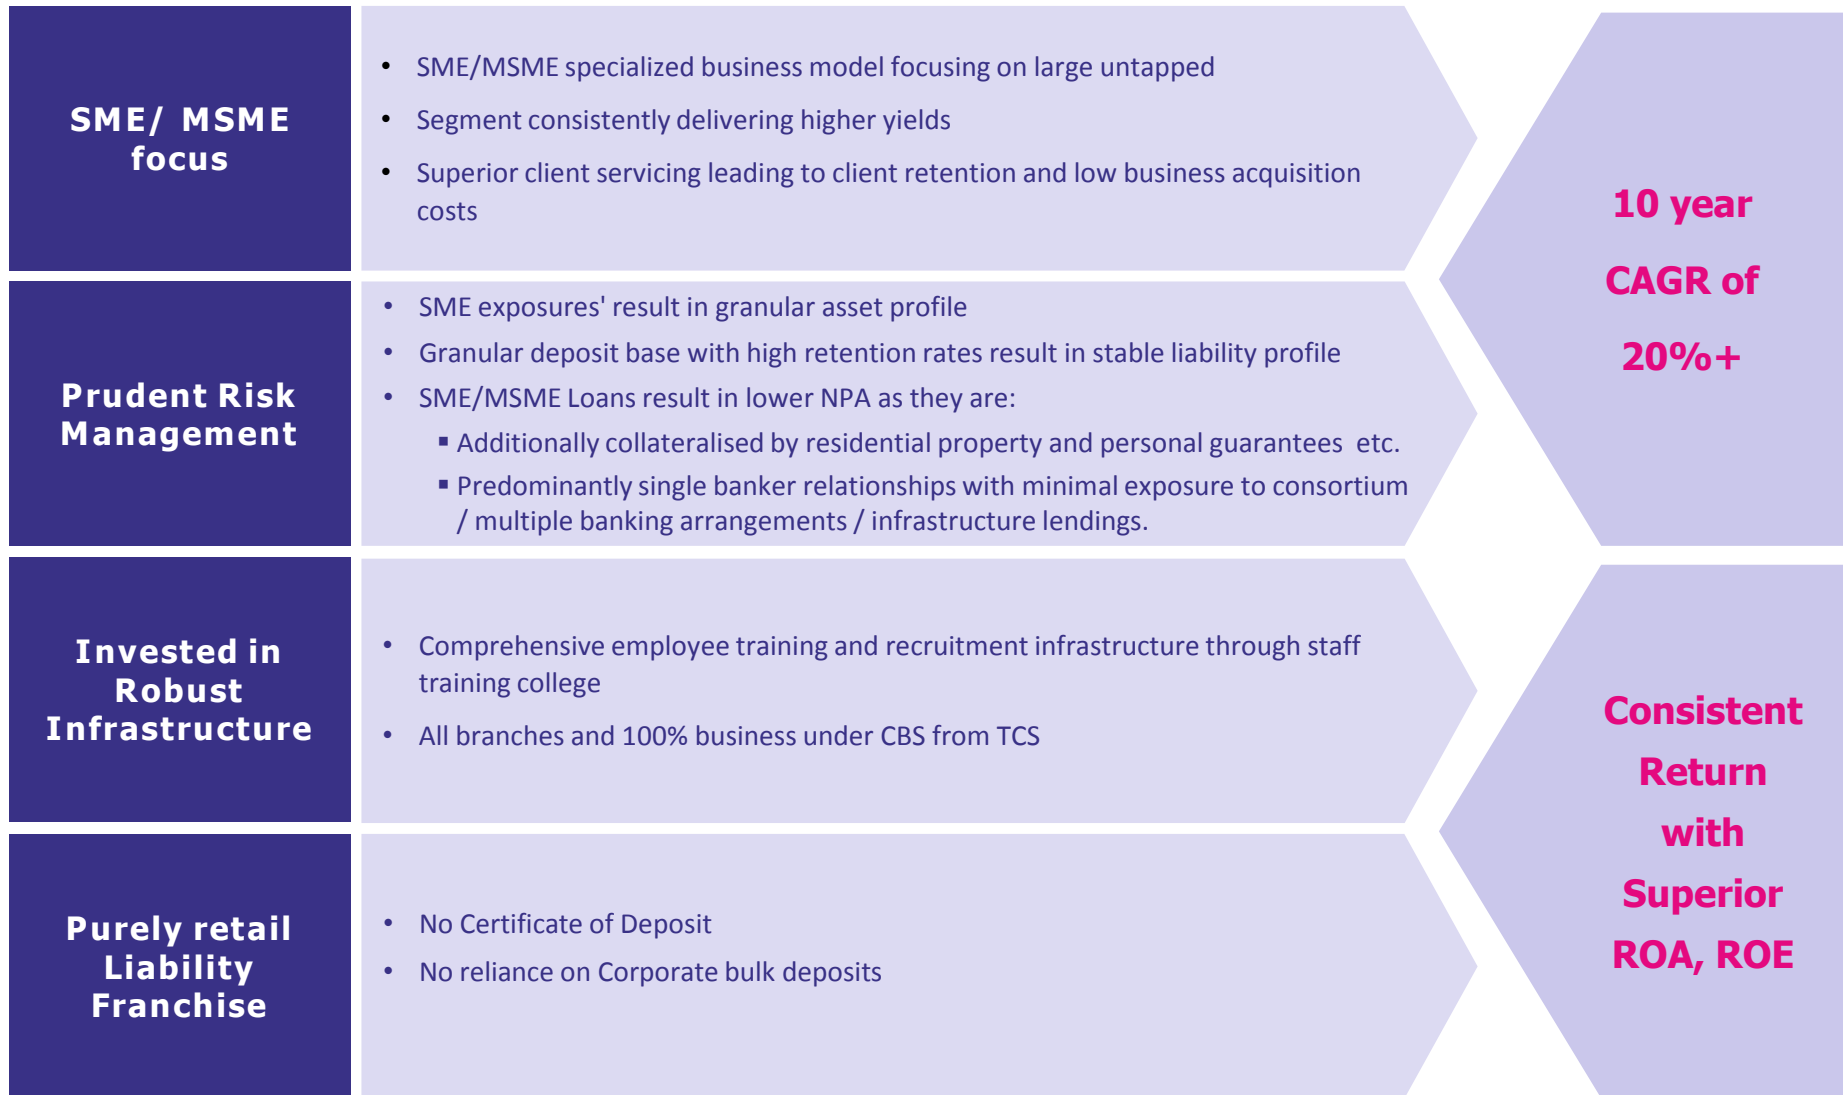 SME/ MSME
focus
• SME/MSME specialized business model focusing on large untapped
• Segment consistently delivering higher yields
• Superior client servicing leading to client retention and low business acquisition
costs
Prudent Risk
Management
• SME exposures' result in granular asset profile
• Granular deposit base with high retention rates result in stable liability profile
• SME/MSME Loans result in lower NPA as they are:
▪ Additionally collateralised by residential property and personal guarantees etc.
▪ Predominantly single banker relationships with minimal exposure to consortium
/ multiple banking arrangements / infrastructure lendings.
10 year
CAGR of
20%+
Invested in
Robust
Infrastructure
• Comprehensive employee training and recruitment infrastructure through staff
training college
• All branches and 100% business under CBS from TCS
Purely retail
Liability
Franchise
• No Certificate of Deposit
• No reliance on Corporate bulk deposits
Consistent
Return
with
Superior
ROA, ROE